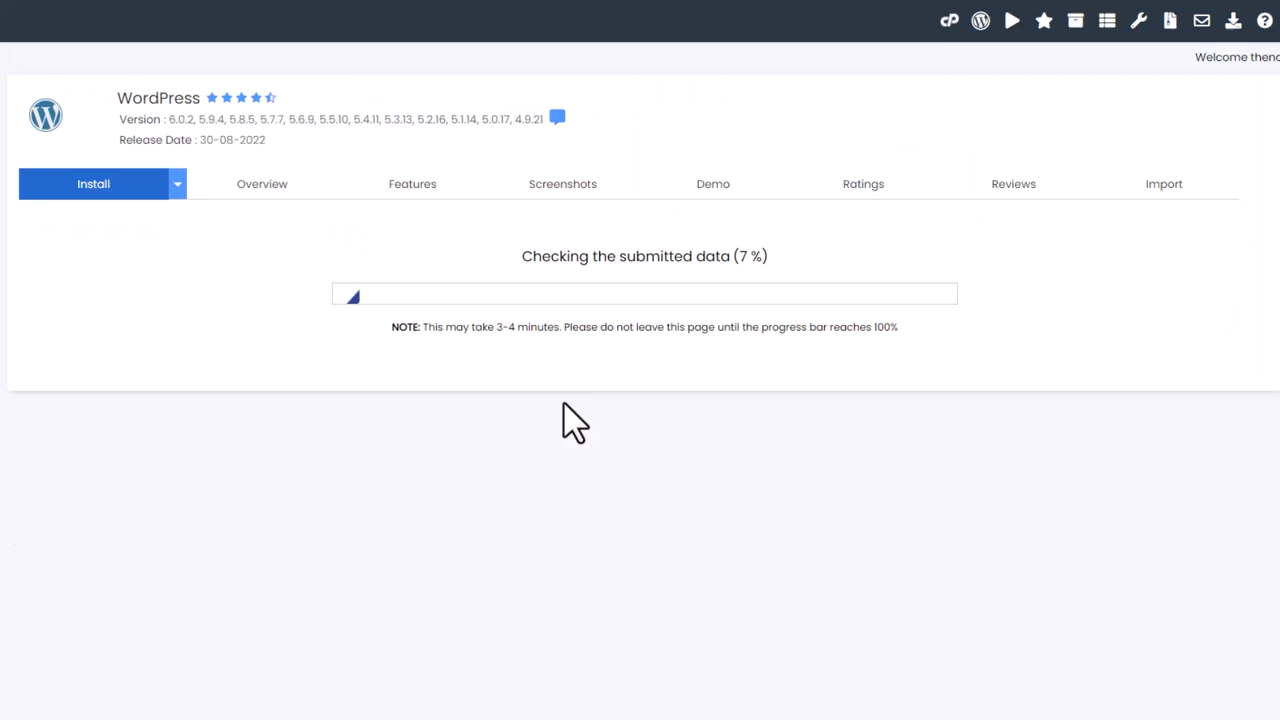 Welcome theno
WordPress
Version : 6.0.2, 5.9.4, 5.8.5, 5.7.7, 5.6.9, 5.5.10, 5.4.11, 5.3.13, 5.2.16, 5.1.14, 5.0.17, 4.9.21
Release Date : 30-08-2022
Install Overview Features Screenshots Demo Ratings Reviews Import
Checking the submitted data (7 %)
NOTE: This may take 3-4 minutes. Please do not leave this page until the progress bar reaches 100%